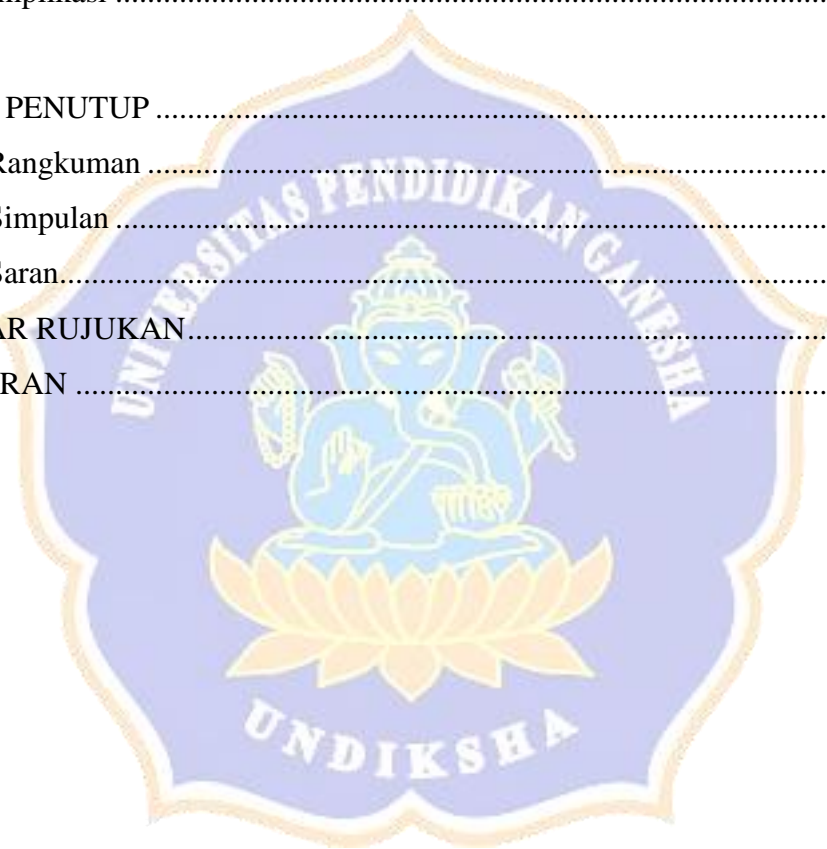 mplikasi ................................................................................
PENUTUP ................................................................................
Rangkuman ................................................................................
Simpulan ................................................................................
Saran................................................................................
AR RUJUKAN................................................................................
RAN ................................................................................
UNIVERSITAS PENDIDIKAN GANESHA
UNDIKSHA